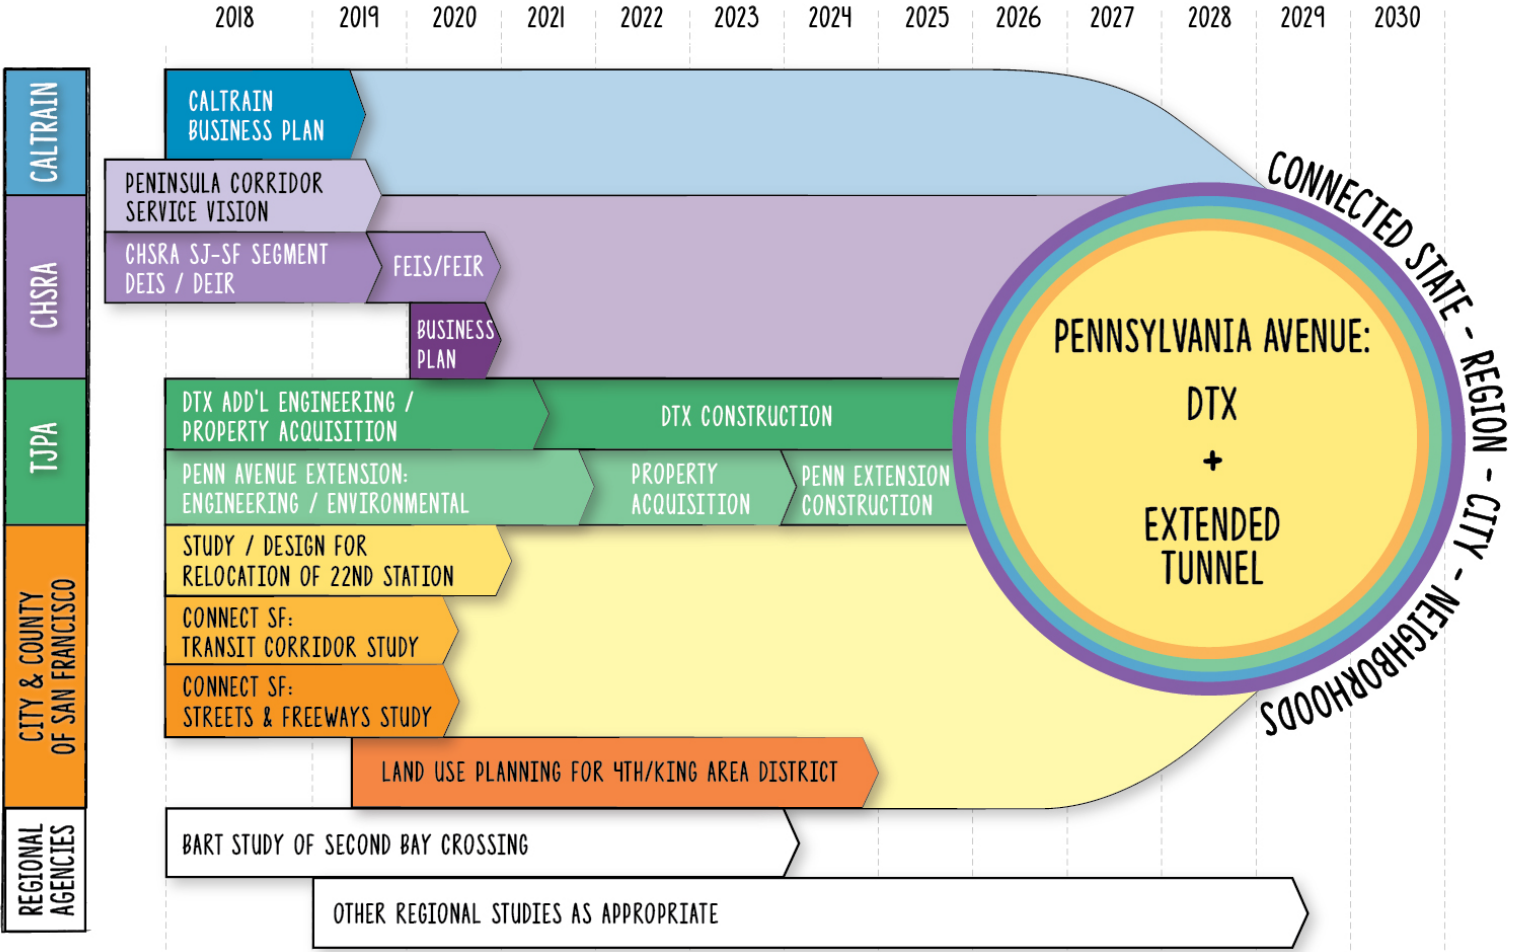 2018 2019 2020 2021 2022 2023 2024 2025 2026 2027 2028 2029 2030
CALTRAIN
CALTRAIN
BUSINESS PLAN
PENINSULA CORRIDOR
SERVICE VISION
CHSRA
CHSRA SJ-SF SEGMENT
DEIS / DEIR
FEIS/FEIR
BUSINESS
PLAN
TJPA
DTX ADD'L ENGINEERING /
PROPERTY ACQUISITION
DTX CONSTRUCTION
PENN AVENUE EXTENSION:
ENGINEERING / ENVIRONMENTAL
PROPERTY
ACQUISITION
PENN EXTENSION
CONSTRUCTION
CITY & COUNTY
OF SAN FRANCISCO
STUDY / DESIGN FOR
RELOCATION OF 22ND STATION
CONNECT SF:
TRANSIT CORRIDOR STUDY
CONNECT SF:
STREETS & FREEWAYS STUDY
LAND USE PLANNING FOR 4TH/KING AREA DISTRICT
REGIONAL
AGENCIES
BART STUDY OF SECOND BAY CROSSING
OTHER REGIONAL STUDIES AS APPROPRIATE
PENNSYLVANIA AVENUE:
DTX
+
EXTENDED
TUNNEL
CONNECTED STATE - REGION - CITY - NEIGHBORHOODS